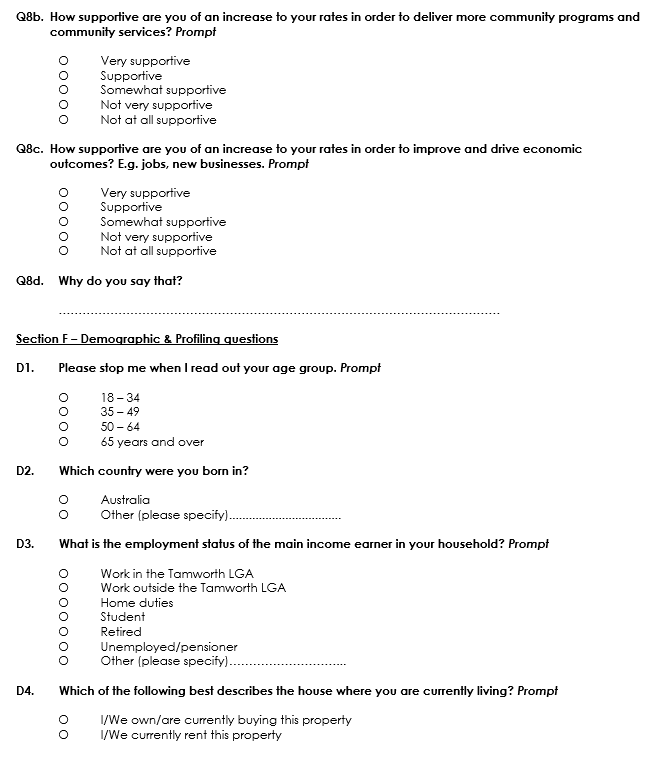 Q8b. How supportive are you of an increase to your rates in order to deliver more community programs and
community services? Prompt
O Very supportive
O Supportive
O Somewhat supportive
O Not very supportive
O Not at all supportive
Q8c. How supportive are you of an increase to your rates in order to improve and drive economic
outcomes? E.g. jobs, new businesses. Prompt
O Very supportive
O Supportive
O Somewhat supportive
O Not very supportive
O Not at all supportive
Q8d. Why do you say that?
..............................................................................................................
Section F – Demographic & Profiling questions
D1. Please stop me when I read out your age group. Prompt
O 18 – 34
O 35 – 49
O 50 – 64
O 65 years and over
D2. Which country were you born in?
O Australia
O Other (please specify)..................................
D3. What is the employment status of the main income earner in your household? Prompt
O Work in the Tamworth LGA
O Work outside the Tamworth LGA
O Home duties
O Student
O Retired
O Unemployed/pensioner
O Other (please specify)..............................
D4. Which of the following best describes the house where you are currently living? Prompt
O I/We own/are currently buying this property
O I/We currently rent this property